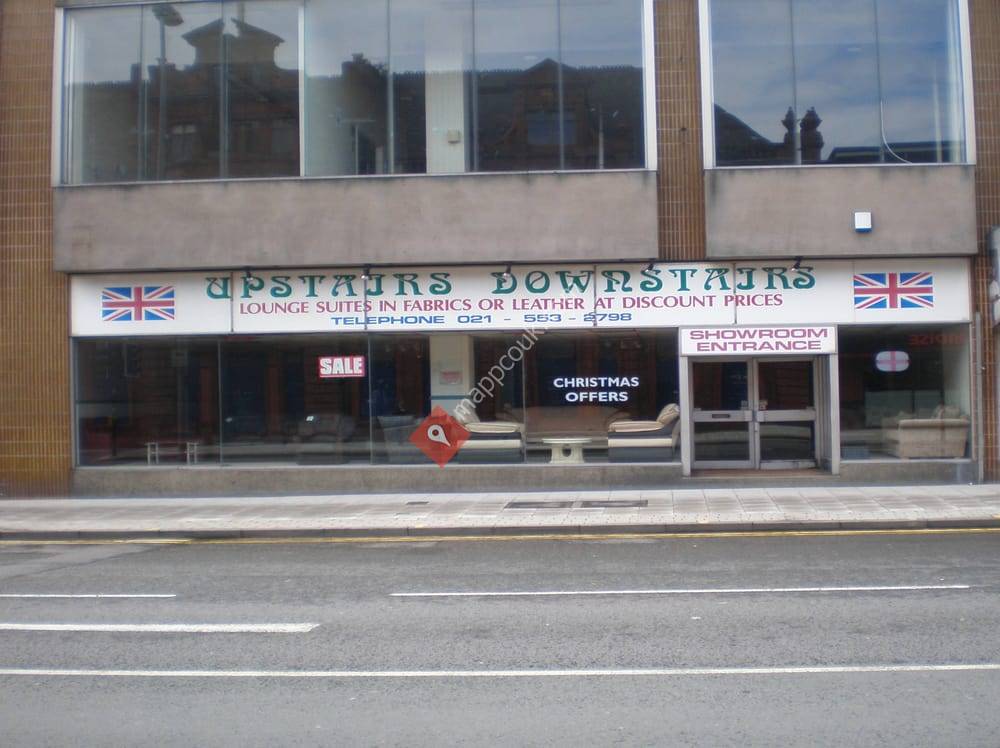 UPSTAIRS DOWNSTAIRS
LOUNGE SUITES IN FABRICS OR LEATHER AT DISCOUNT PRICES
TELEPHONE 021 - 553 - 2798
SHOWROOM
ENTRANCE
SALE
CHRISTMAS
OFFERS
mappcouk.com